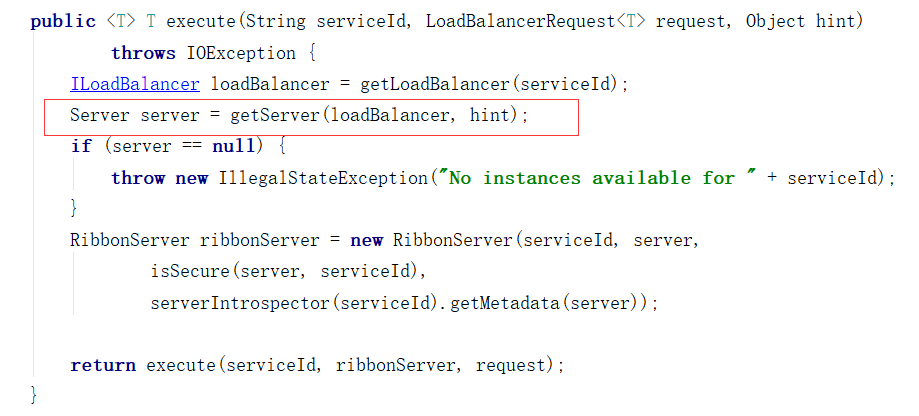 public <T> T execute(String serviceId, LoadBalancerRequest<T> request, Object hint)
throws IOException {
ILoadBalancer loadBalancer = getLoadBalancer(serviceId);
Server server = getServer(loadBalancer, hint);
if (server == null) {
throw new IllegalStateException("No instances available for " + serviceId);
}
RibbonServer ribbonServer = new RibbonServer(serviceId, server,
isSecure(server, serviceId),
serverIntrospector(serviceId).getMetadata(server));
return execute(serviceId, ribbonServer, request);
}